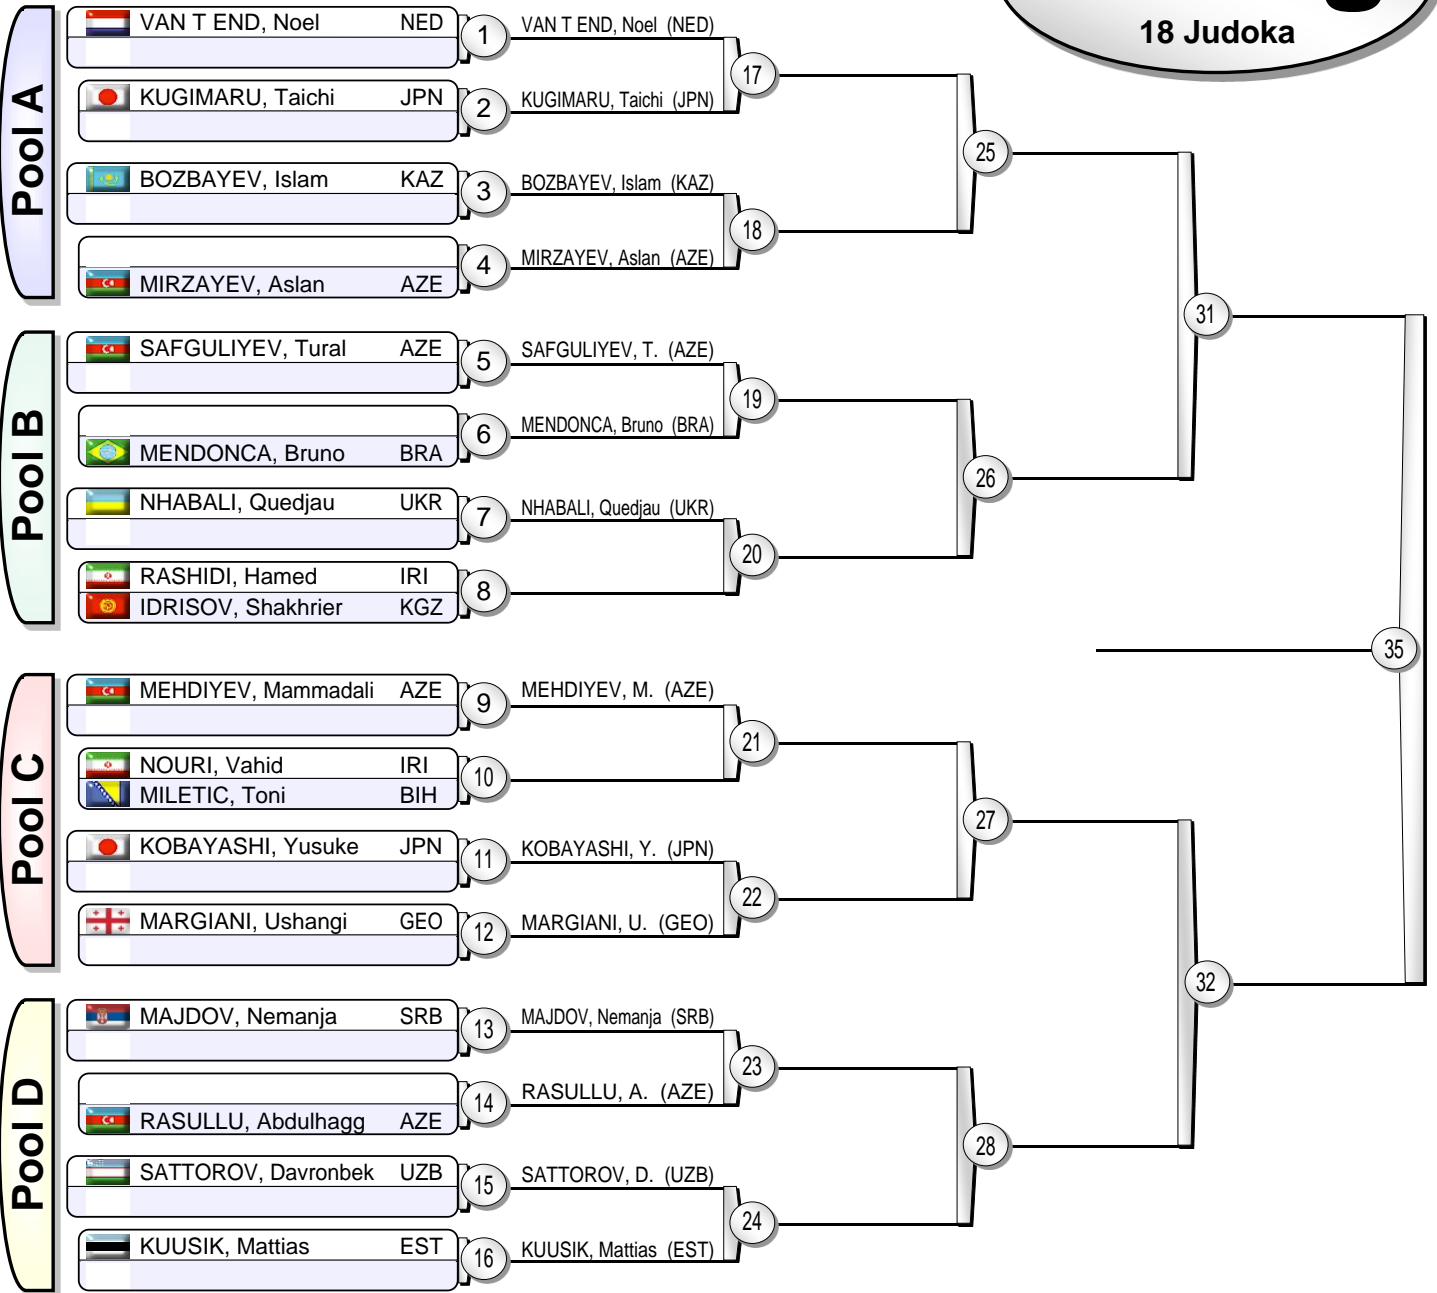 18 Judoka
Pool A
VAN T END, Noel NED 1 VAN T END, Noel (NED)
17
KUGIMARU, Taichi JPN 2 KUGIMARU, Taichi (JPN)
25
BOZBAYEV, Islam KAZ 3 BOZBAYEV, Islam (KAZ)
18
4 MIRZAYEV, Aslan (AZE)
MIRZAYEV, Aslan AZE
31
Pool B
SAFGULIYEV, Tural AZE 5 SAFGULIYEV, T. (AZE)
19
6 MENDONCA, Bruno (BRA)
MENDONCA, Bruno BRA
26
NHABALI, Quedjau UKR 7 NHABALI, Quedjau (UKR)
20
RASHIDI, Hamed IRI
8
IDRISOV, Shakhrier KGZ
35
Pool C
MEHDIYEV, Mammadali AZE 9 MEHDIYEV, M. (AZE)
21
NOURI, Vahid IRI
10
MILETIC, Toni BIH
27
KOBAYASHI, Yusuke JPN 11 KOBAYASHI, Y. (JPN)
22
MARGIANI, Ushangi GEO 12 MARGIANI, U. (GEO)
32
Pool D
MAJDOV, Nemanja SRB 13 MAJDOV, Nemanja (SRB)
23
14 RASULLU, A. (AZE)
RASULLU, Abdulhagg AZE
28
SATTOROV, Davronbek UZB 15 SATTOROV, D. (UZB)
24
KUUSIK, Mattias EST 16 KUUSIK, Mattias (EST)